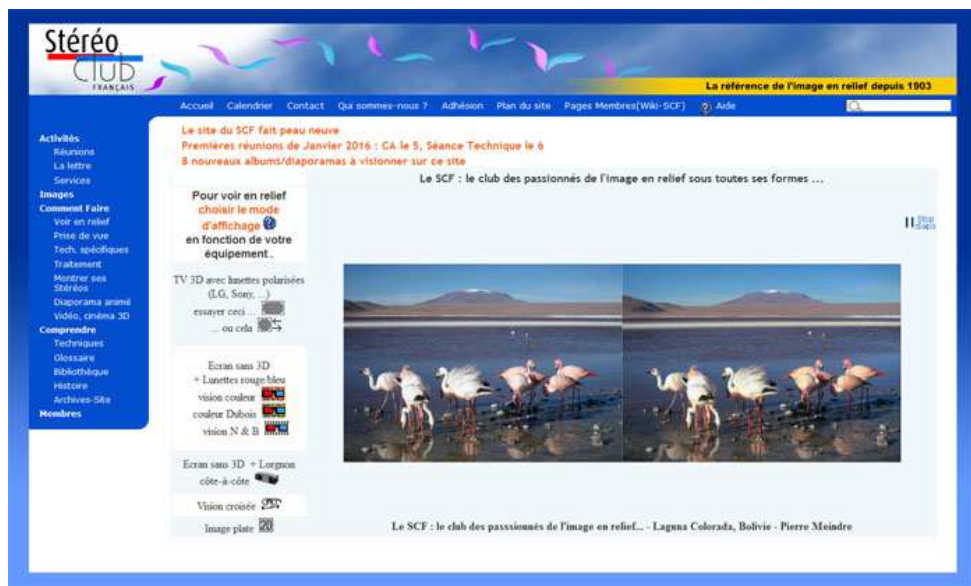 Stéréo
CLUB
FRANÇAIS
La référence de l'image en relief depuis 1903
Accueil Calendrier Contact Qui sommes-nous ? Adhésion Plan du site Pages Membres(Wiki-SCF) Aide
Activités
Réunions
La lettre
Services
Images
Comment Faire
Voir en relief
Prise de vue
Tech. spécifiques
Traitement
Montrer ses
Stéréos
Diaporama animé
Vidéo, cinéma 3D
Comprendre
Techniques
Glossaire
Bibliothèque
Histoire
Archives-Site
Membres
Le site du SCF fait peau neuve
Premières réunions de Janvier 2016 : CA le 5, Séance Technique le 6
8 nouveaux albums/diaporamas à visionner sur ce site
Pour voir en relief
choisir le mode
d'affichage
en fonction de votre
équipement .
TV 3D avec lunettes polarisées
(LG, Sony, ...)
essayer ceci ...
... ou cela
Ecran sans 3D
+ Lunettes rouge/bleu
vision couleur
couleur Dubois
vision N & B
Ecran sans 3D + Lorgnon
côte-à-côte
Vision croisée
Image plate 2D
Le SCF : le club des passionnés de l'image en relief sous toutes ses formes ...
Stop
diapo
Le SCF : le club des passsionnés de l'image en relief... - Laguna Colorada, Bolivie - Pierre Meindre